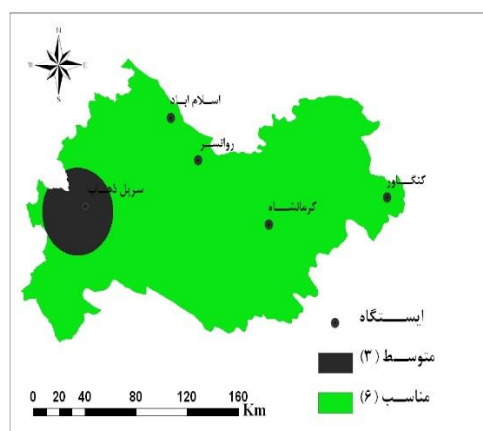 N
W E
S
اسلام اباد
روانسر
سرپل ذهاب
کنگاور
کرمانشاه
ایستگاه
متوسط (۳)
مناسب (۶)
0 10 20 40 80 120 160
Km